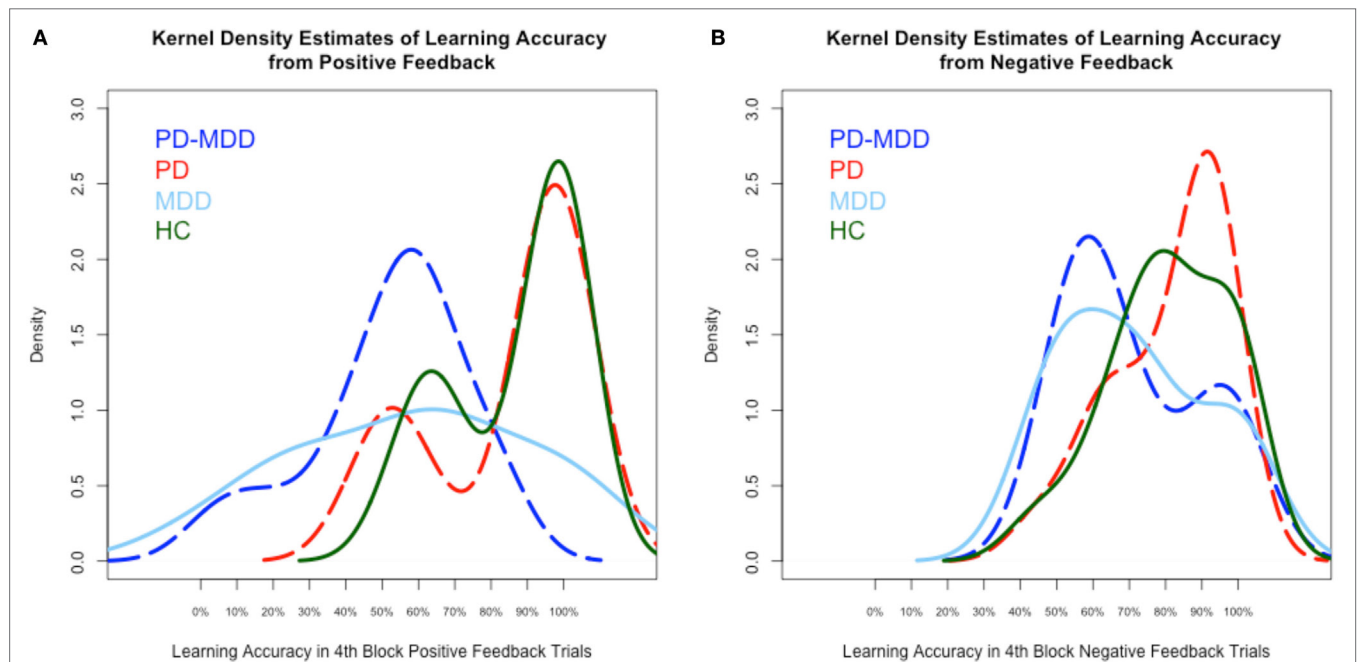 A
Kernel Density Estimates of Learning Accuracy
from Positive Feedback
3.0
2.5
2.0
1.5
1.0
0.5
0.0
Density
PD-MDD
PD
MDD
HC
0% 10% 20% 30% 40% 50% 60% 70% 80% 90% 100%
Learning Accuracy in 4th Block Positive Feedback Trials
B
Kernel Density Estimates of Learning Accuracy
from Negative Feedback
3.0
2.5
2.0
1.5
1.0
0.5
0.0
Density
PD-MDD
PD
MDD
HC
0% 10% 20% 30% 40% 50% 60% 70% 80% 90% 100%
Learning Accuracy in 4th Block Negative Feedback Trials